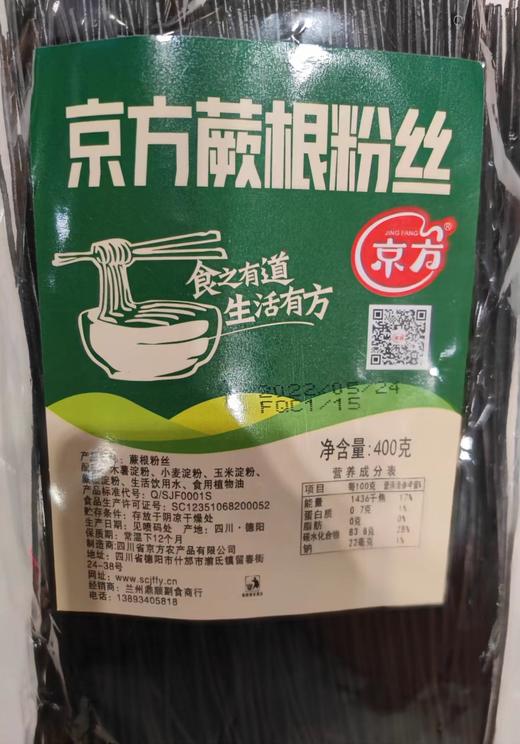 京方蕨根粉丝
JING FANG
京方
®
食之有道
生活有方
2022/05/24
FQC1/15
净含量:400克
产品名称: 蕨根粉丝
木薯淀粉、小麦淀粉、玉米淀粉、
淀粉、生活饮用水、食用植物油
产品标准代号: Q/SJF0001S
食品生产许可证号: SC12351068200052
贮存条件: 存放于阴凉干燥处
生产日期: 见喷码处 产地: 四川·德阳
保质期: 常温下12个月
制造商: 四川省京方农产品有限公司
地址: 四川省德阳市什邡市湔氐镇留春街
24-38号
网址: www.scjffy.cn
经销商: 兰州鼎顺副食商行
电话: 13893405818
营养成分表
项目 每100克 营养素参考值%
能量 1436千焦 17%
蛋白质 0.7克 1%
脂肪 0克 0%
碳水化合物 83.8克 28%
钠 22毫克 1%